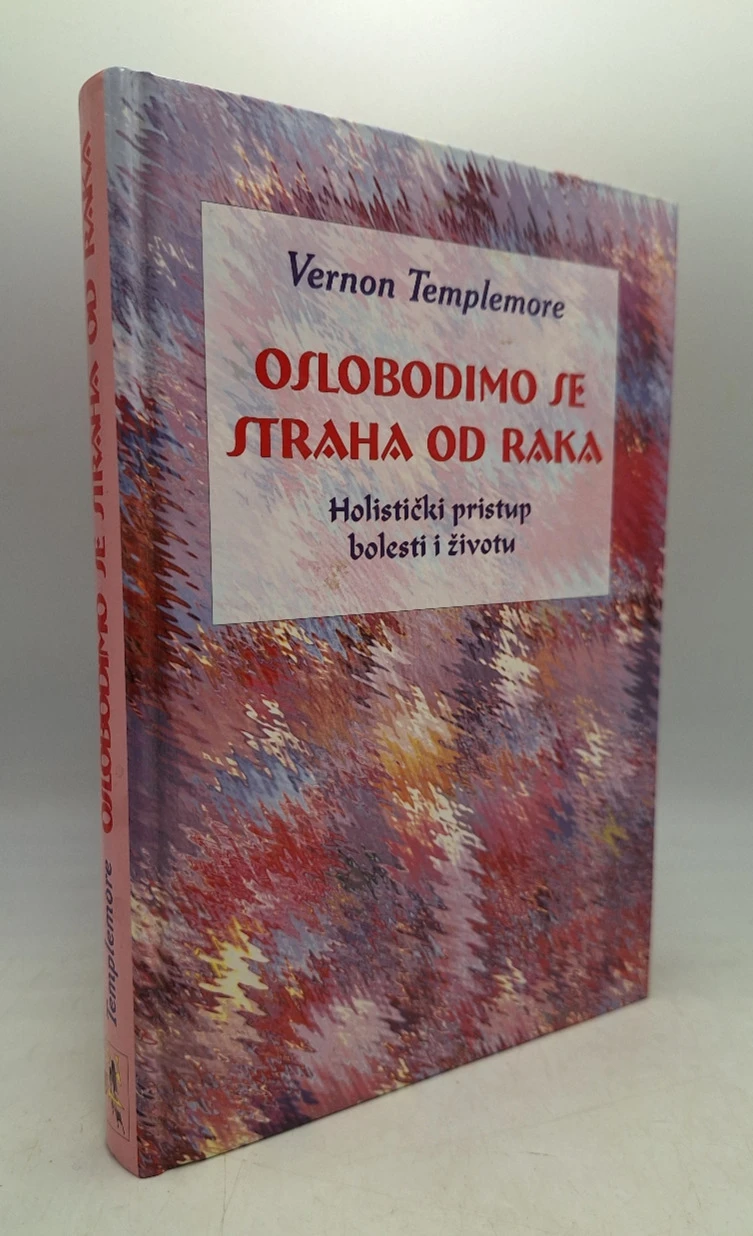 Vernon Templemore
OSLOBODIMO SE
STRAHA OD RAKA
Holistički pristup
bolesti i životu
Templemore OSLOBODIMO SE STRAHA OD RAKA